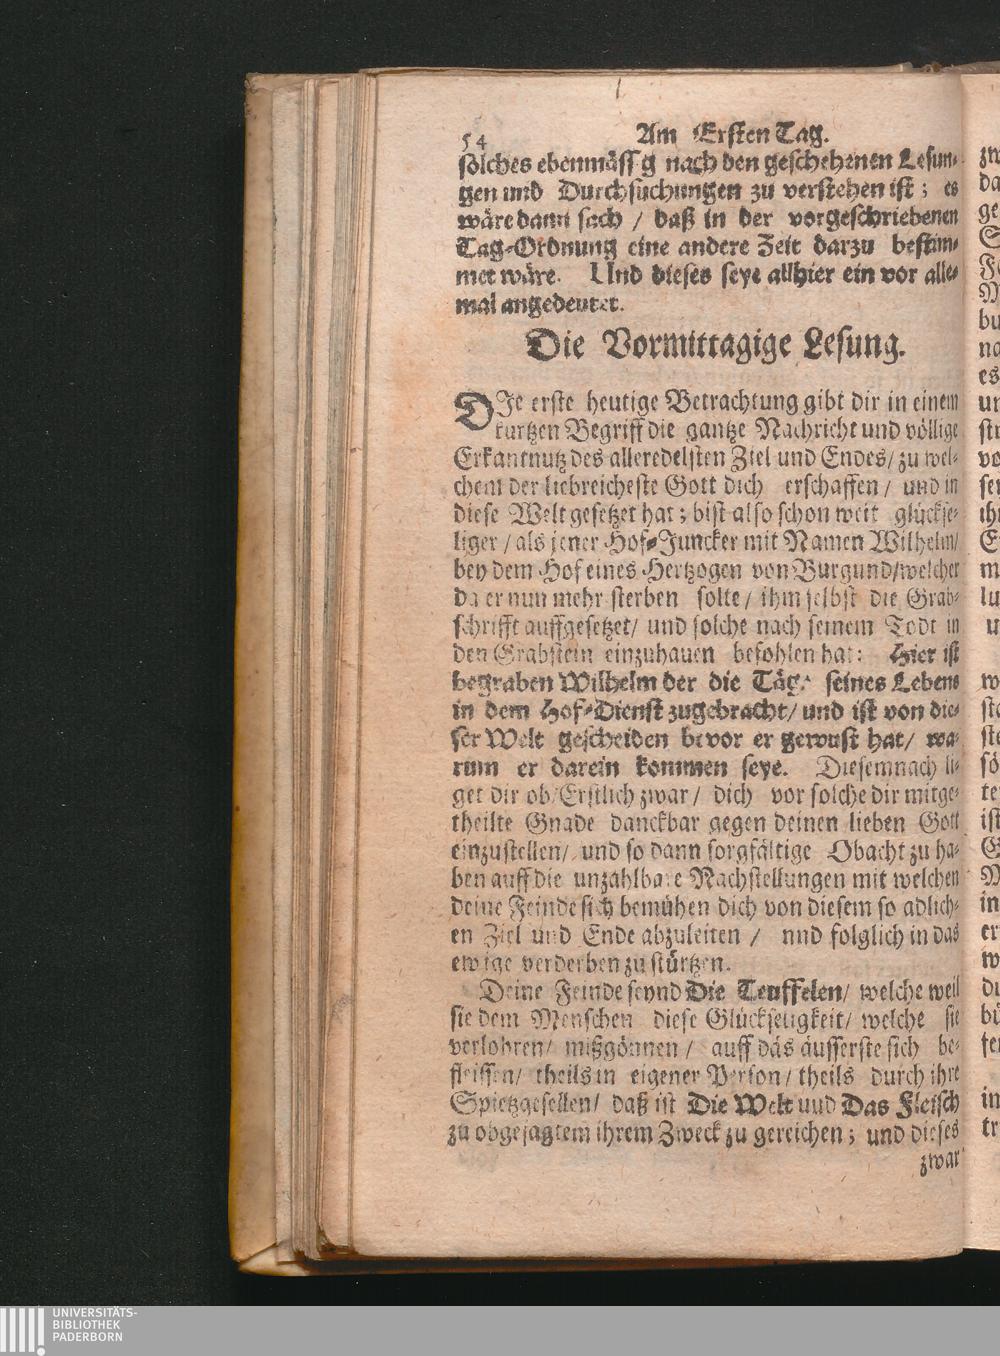 54 Am Ersten Tag.
solches ebenmässig nach den geschehenen Lesun-
gen und Durchsuchungen zu verstehen ist; es
wäre dann sach / daß in der vorgeschriebenen
Tag-Ordnung eine andere Zeit darzu bestim-
met wäre. Und dieses seye allhier ein vor alle-
mal angedeutet.
Die Vormittagige Lesung.
DIe erste heutige Betrachtung gibt dir in einem
kurtzen Begriff die gantze Nachricht und völlige
Erkantnutz des alleredelsten Ziel und Endes / zu wel-
chem der liebreicheste Gott dich erschaffen / und in
diese Welt gesetzet hat; bist also schon weit glückse-
liger / als jener Hof-Juncker mit Namen Wilhelm /
bey dem Hof eines Hertzogen von Burgund / welcher
da er nun mehr sterben solte / ihm selbst die Grab-
schrifft auffgesetzet / und solche nach seinem Todt in
den Grabstein einzuhauen befohlen hat: Hier ist
begraben Wilhelm der die Täge seines Lebens
in dem Hof-Dienst zugebracht / und ist von die-
ser Welt gescheiden bevor er gewust hat / wa-
rum er darein kommen seye. Diesemnach li-
get dir ob / Erstlich zwar / dich vor solche dir mitge-
theilte Gnade danckbar gegen deinen lieben Gott
einzustellen / und so dann sorgfältige Obacht zu ha-
ben auff die unzahlbare Nachstellungen mit welchen
deine Feinde sich bemühen dich von diesem so adlich-
en Ziel und Ende abzuleiten / nnd folglich in das
ewige verderben zu stürtzen.
Deine Feinde seynd Die Teuffelen / welche weil
sie dem Menschen diese Glückseligkeit / welche sie
verlohren / mißgönnen / auff däs äusserste sich be-
fleissen / theils in eigener Person / theils durch ihre
Spietzgesellen / daß ist Die Welt uud Das Fleisch
zu obgesagtem ihrem Zweck zu gereichen; und dieses
zwar
UNIVERSITÄTS-
BIBLIOTHEK
PADERBORN